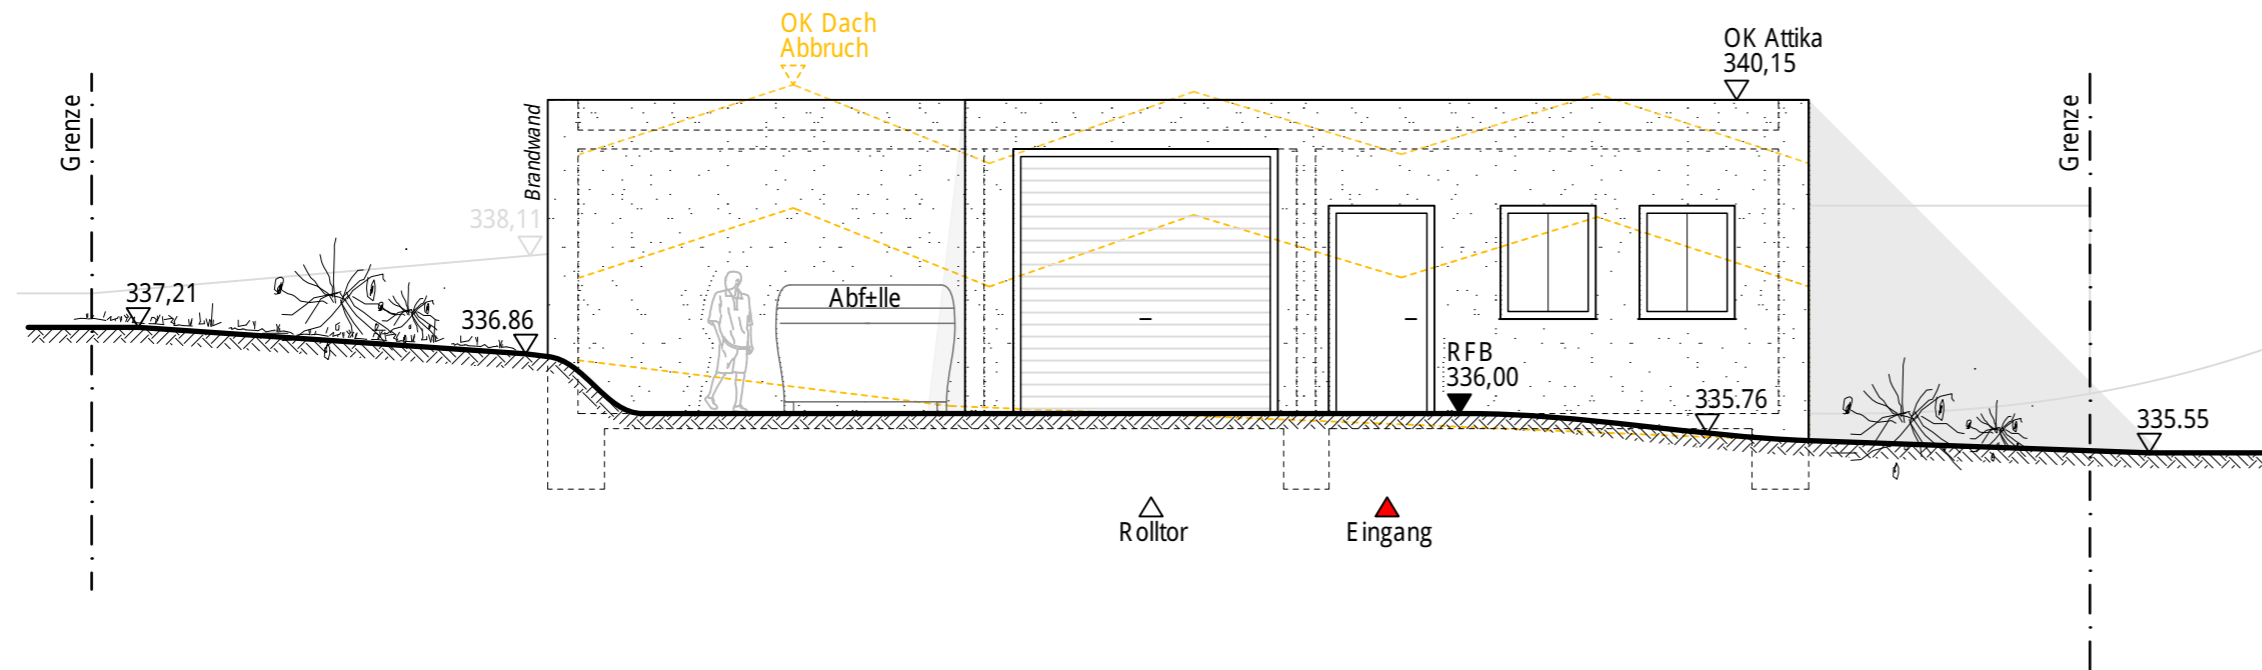 OK Dach
Abbruch
OK Attika
340,15
Grenze
Brandwand
Grenze
338,11
337,21
336.86
Abf±lle
RFB
336,00
335.76
335.55
Rolltor
Eingang